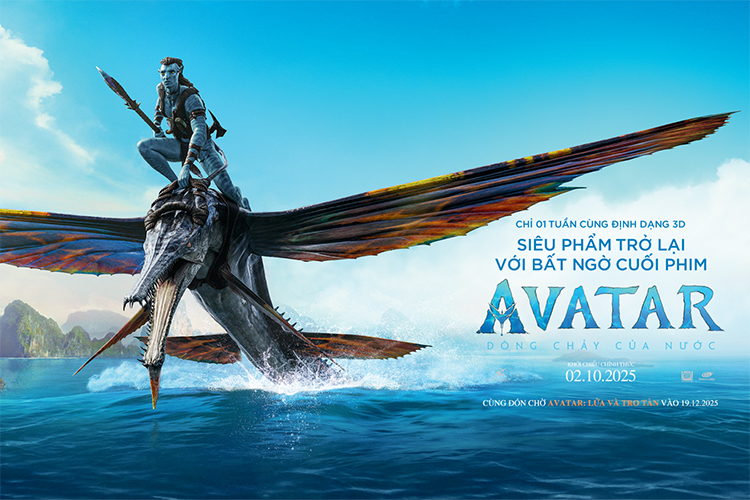 CHỈ 01 TUẦN CÙNG ĐỊNH DẠNG 3D
SIÊU PHẨM TRỞ LẠI
VỚI BẤT NGỜ CUỐI PHIM
AVATAR
DÒNG CHẢY CỦA NƯỚC
KHỞI CHIẾU CHÍNH THỨC
02.10.2025
CÙNG ĐÓN CHỜ AVATAR: LỬA VÀ TRO TÀN VÀO 19.12.2025